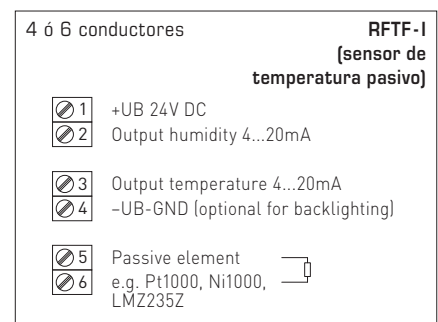 4 ó 6 conductores RFTF-I
(sensor de
temperatura pasivo)
1 +UB 24V DC
2 Output humidity 4...20mA
3 Output temperature 4...20mA
4 –UB-GND (optional for backlighting)
5 Passive element
6 e.g. Pt1000, Ni1000,
LMZ235Z